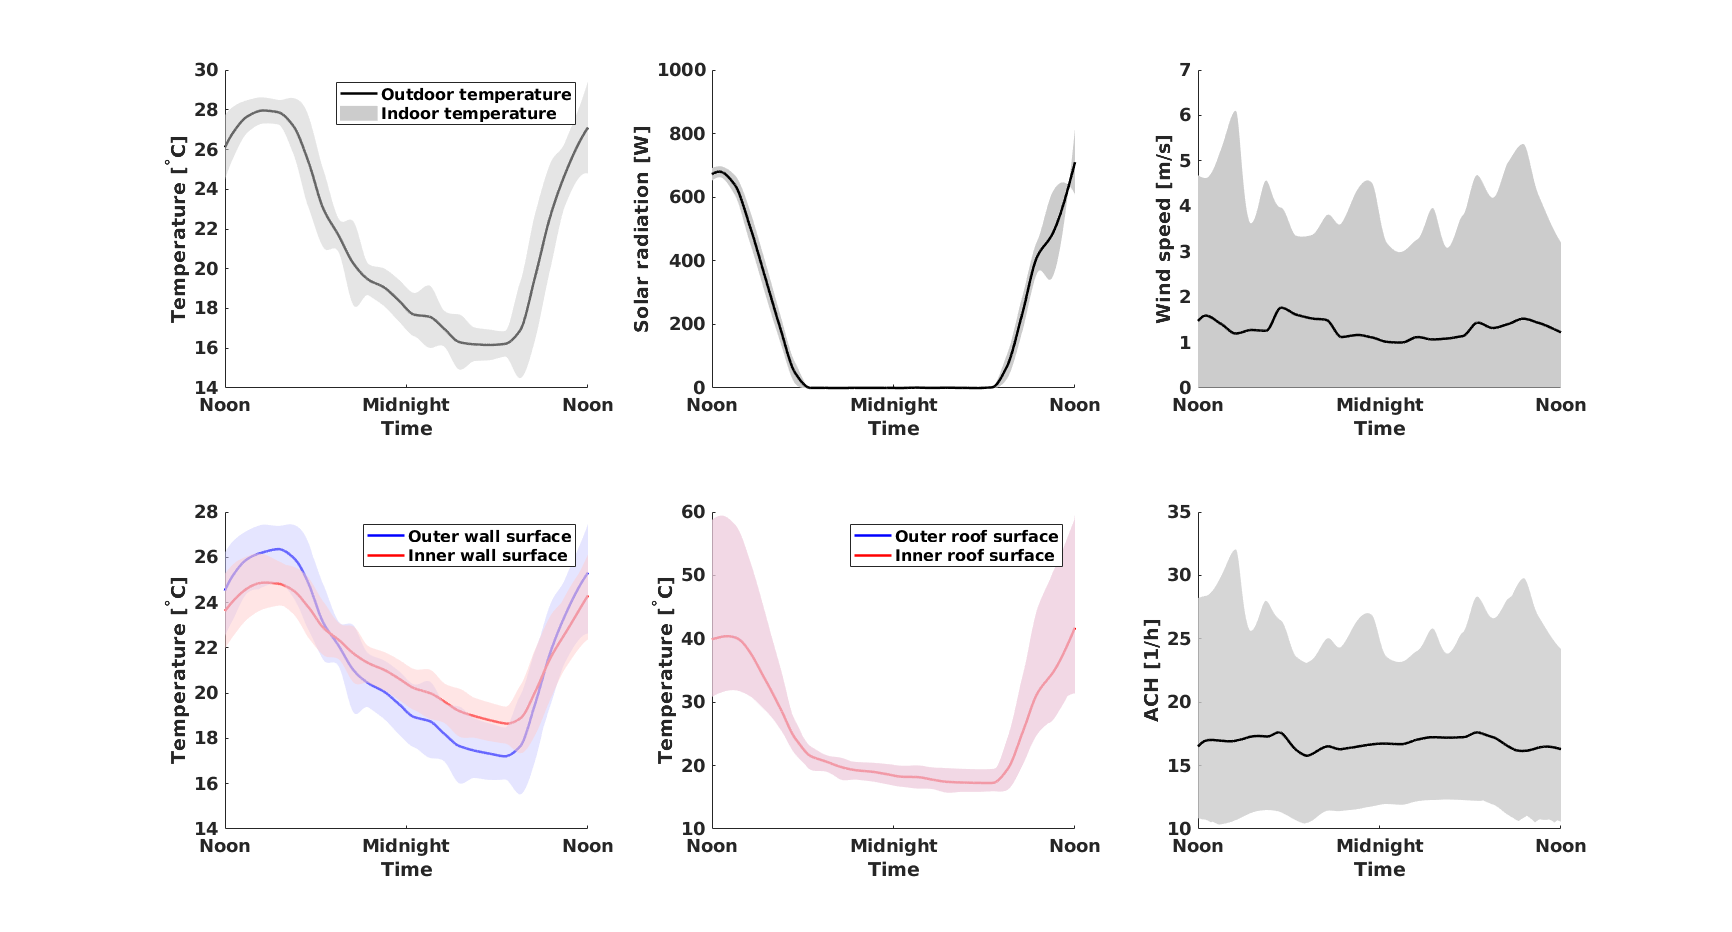 30
28
26
24
22
20
18
16
14
Temperature [°C]
Outdoor temperature
Indoor temperature
Noon Midnight Noon
Time
1000
800
600
400
200
0
Solar radiation [W]
Noon Midnight Noon
Time
7
6
5
4
3
2
1
0
Wind speed [m/s]
Noon Midnight Noon
Time
28
26
24
22
20
18
16
14
Temperature [°C]
Outer wall surface
Inner wall surface
Noon Midnight Noon
Time
60
50
40
30
20
10
Temperature [°C]
Outer roof surface
Inner roof surface
Noon Midnight Noon
Time
35
30
25
20
15
10
ACH [1/h]
Noon Midnight Noon
Time